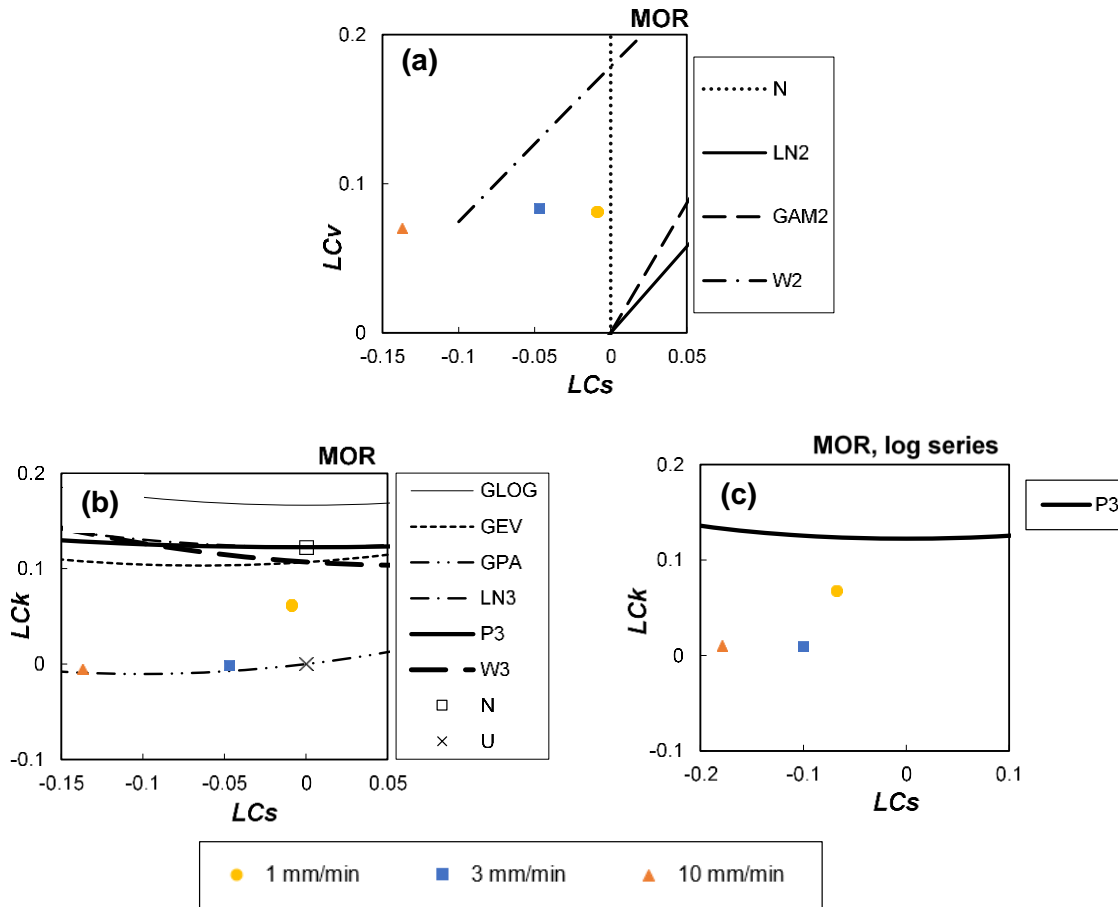 MOR
(a)
0.2
0.1
0
LCv
-0.15
-0.1
-0.05
0
0.05
LCs
N
LN2
GAM2
W2
MOR
(b)
0.2
0.1
0
-0.1
LCk
-0.15
-0.1
-0.05
0
0.05
LCs
GLOG
GEV
GPA
LN3
P3
W3
N
U
MOR, log series
(c)
0.2
0.1
0
-0.1
LCk
-0.2
-0.1
0
0.1
LCs
P3
1 mm/min 3 mm/min 10 mm/min